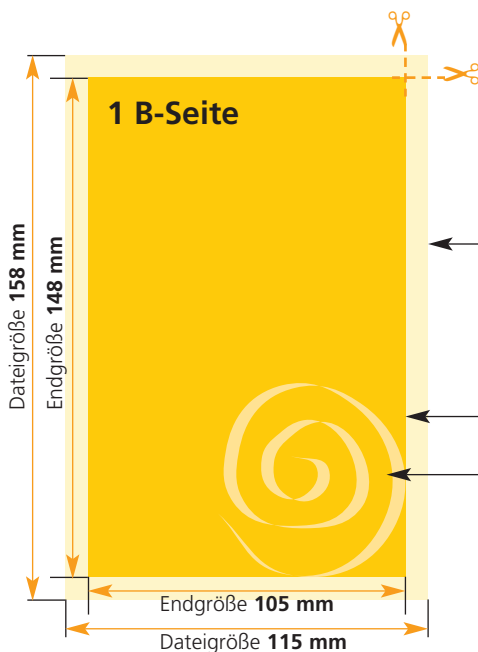 1 B-Seite
Dateigröße 158 mm
Endgröße 148 mm
Endgröße 105 mm
Dateigröße 115 mm